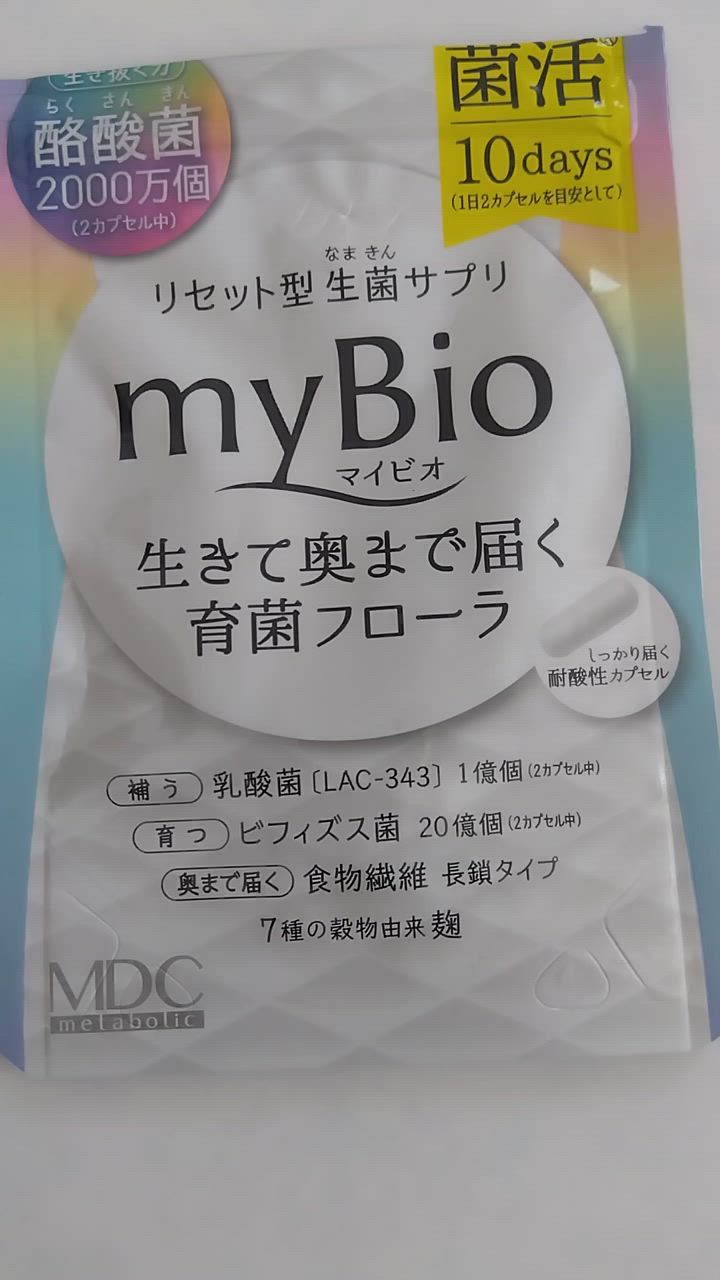 生き抜く力
らく さん きん
酪酸菌
2000万個
(2カプセル中)
菌活
10days
(1日2カプセルを目安として)
なま きん
リセット型 生菌サプリ
myBio
マイビオ
生きて奥まで届く
育菌フローラ
しっかり届く
耐酸性カプセル
補う 乳酸菌〔LAC-343〕 1億個(2カプセル中)
育つ ビフィズス菌 20億個(2カプセル中)
奥まで届く 食物繊維 長鎖タイプ
7種の穀物由来 麹
MDC
metabolic